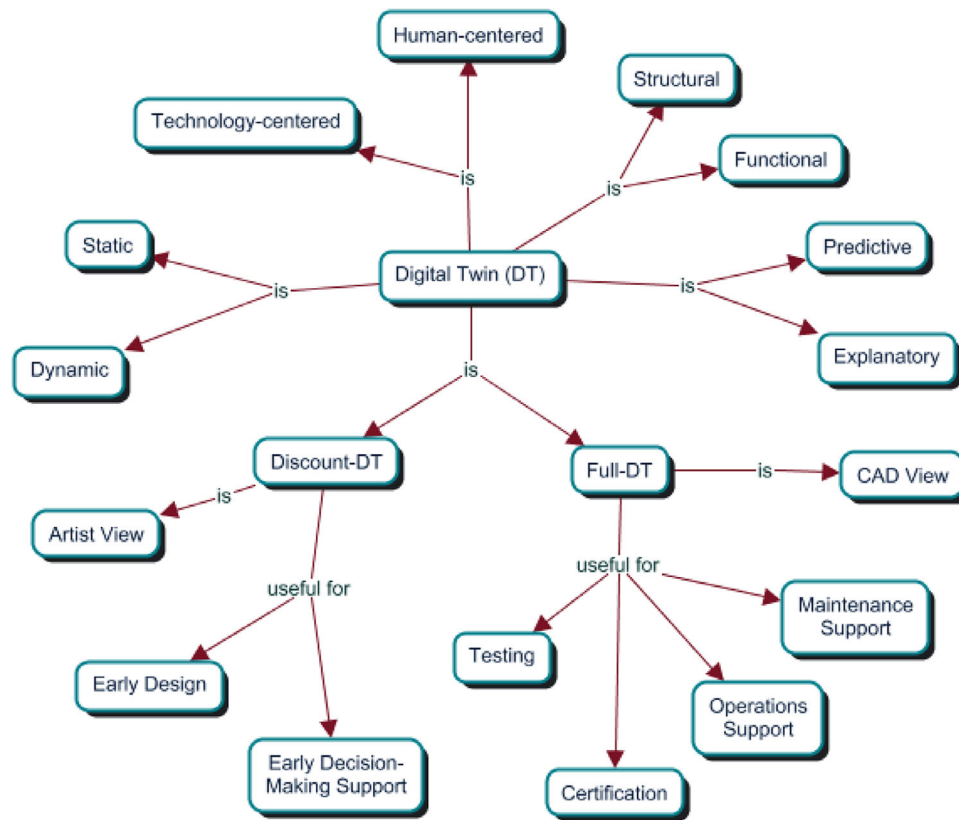 Human-centered
Structural
Technology-centered
Functional
is
is
Static
Predictive
Digital Twin (DT)
is
is
Dynamic
Explanatory
is
Discount-DT
Full-DT
is
CAD View
is
Artist View
useful for
useful for
Maintenance
Support
Testing
Early Design
Operations
Support
Early Decision-
Making Support
Certification